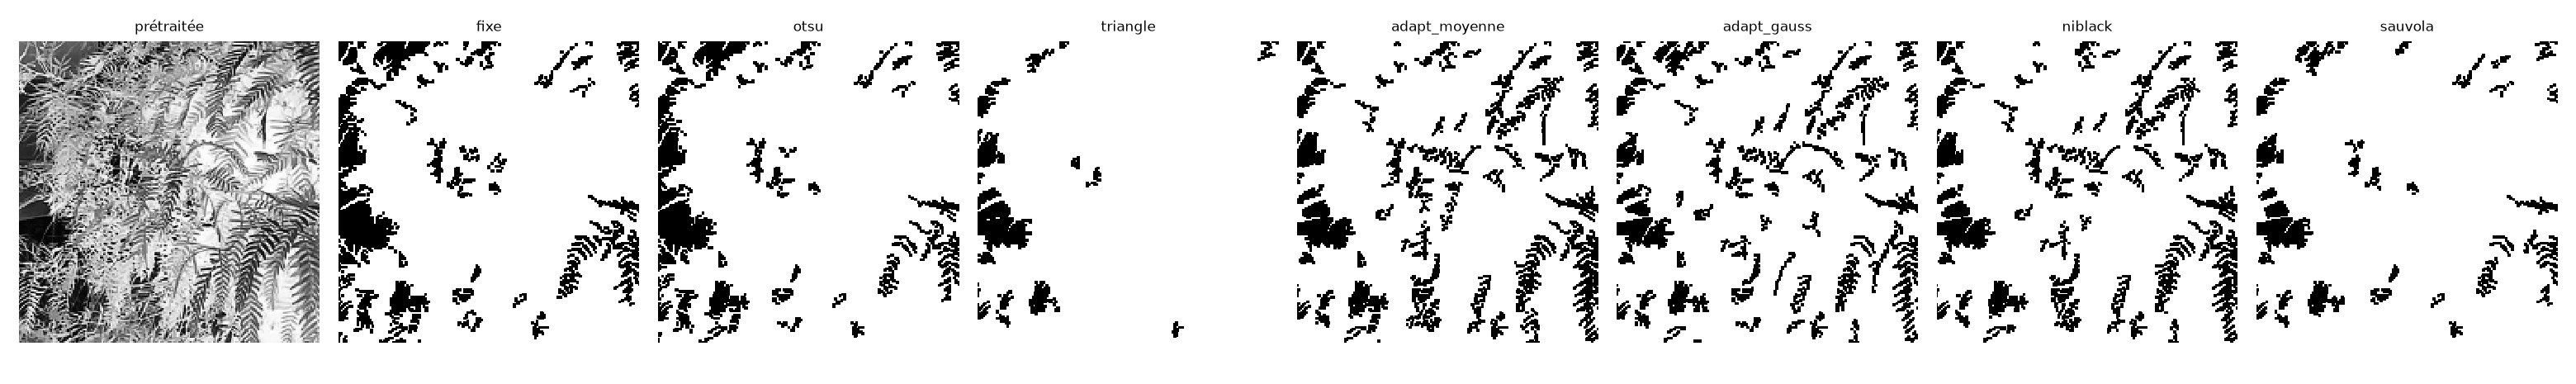 prétraitée
fixe
otsu
triangle
adapt_moyenne
adapt_gauss
niblack
sauvola